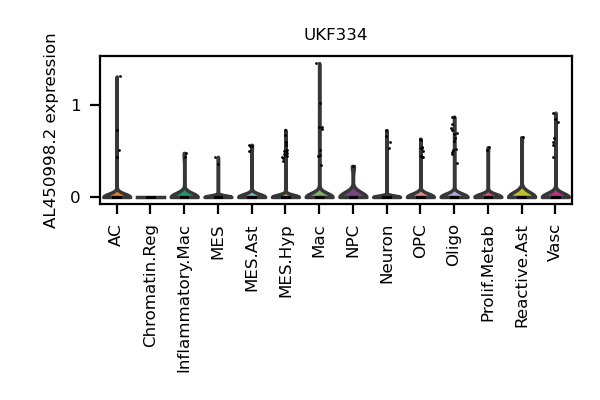 UKF334
AL450998.2 expression
1
0
AC
Chromatin.Reg
Inflammatory.Mac
MES
MES.Ast
MES.Hyp
Mac
NPC
Neuron
OPC
Oligo
Prolif.Metab
Reactive.Ast
Vasc